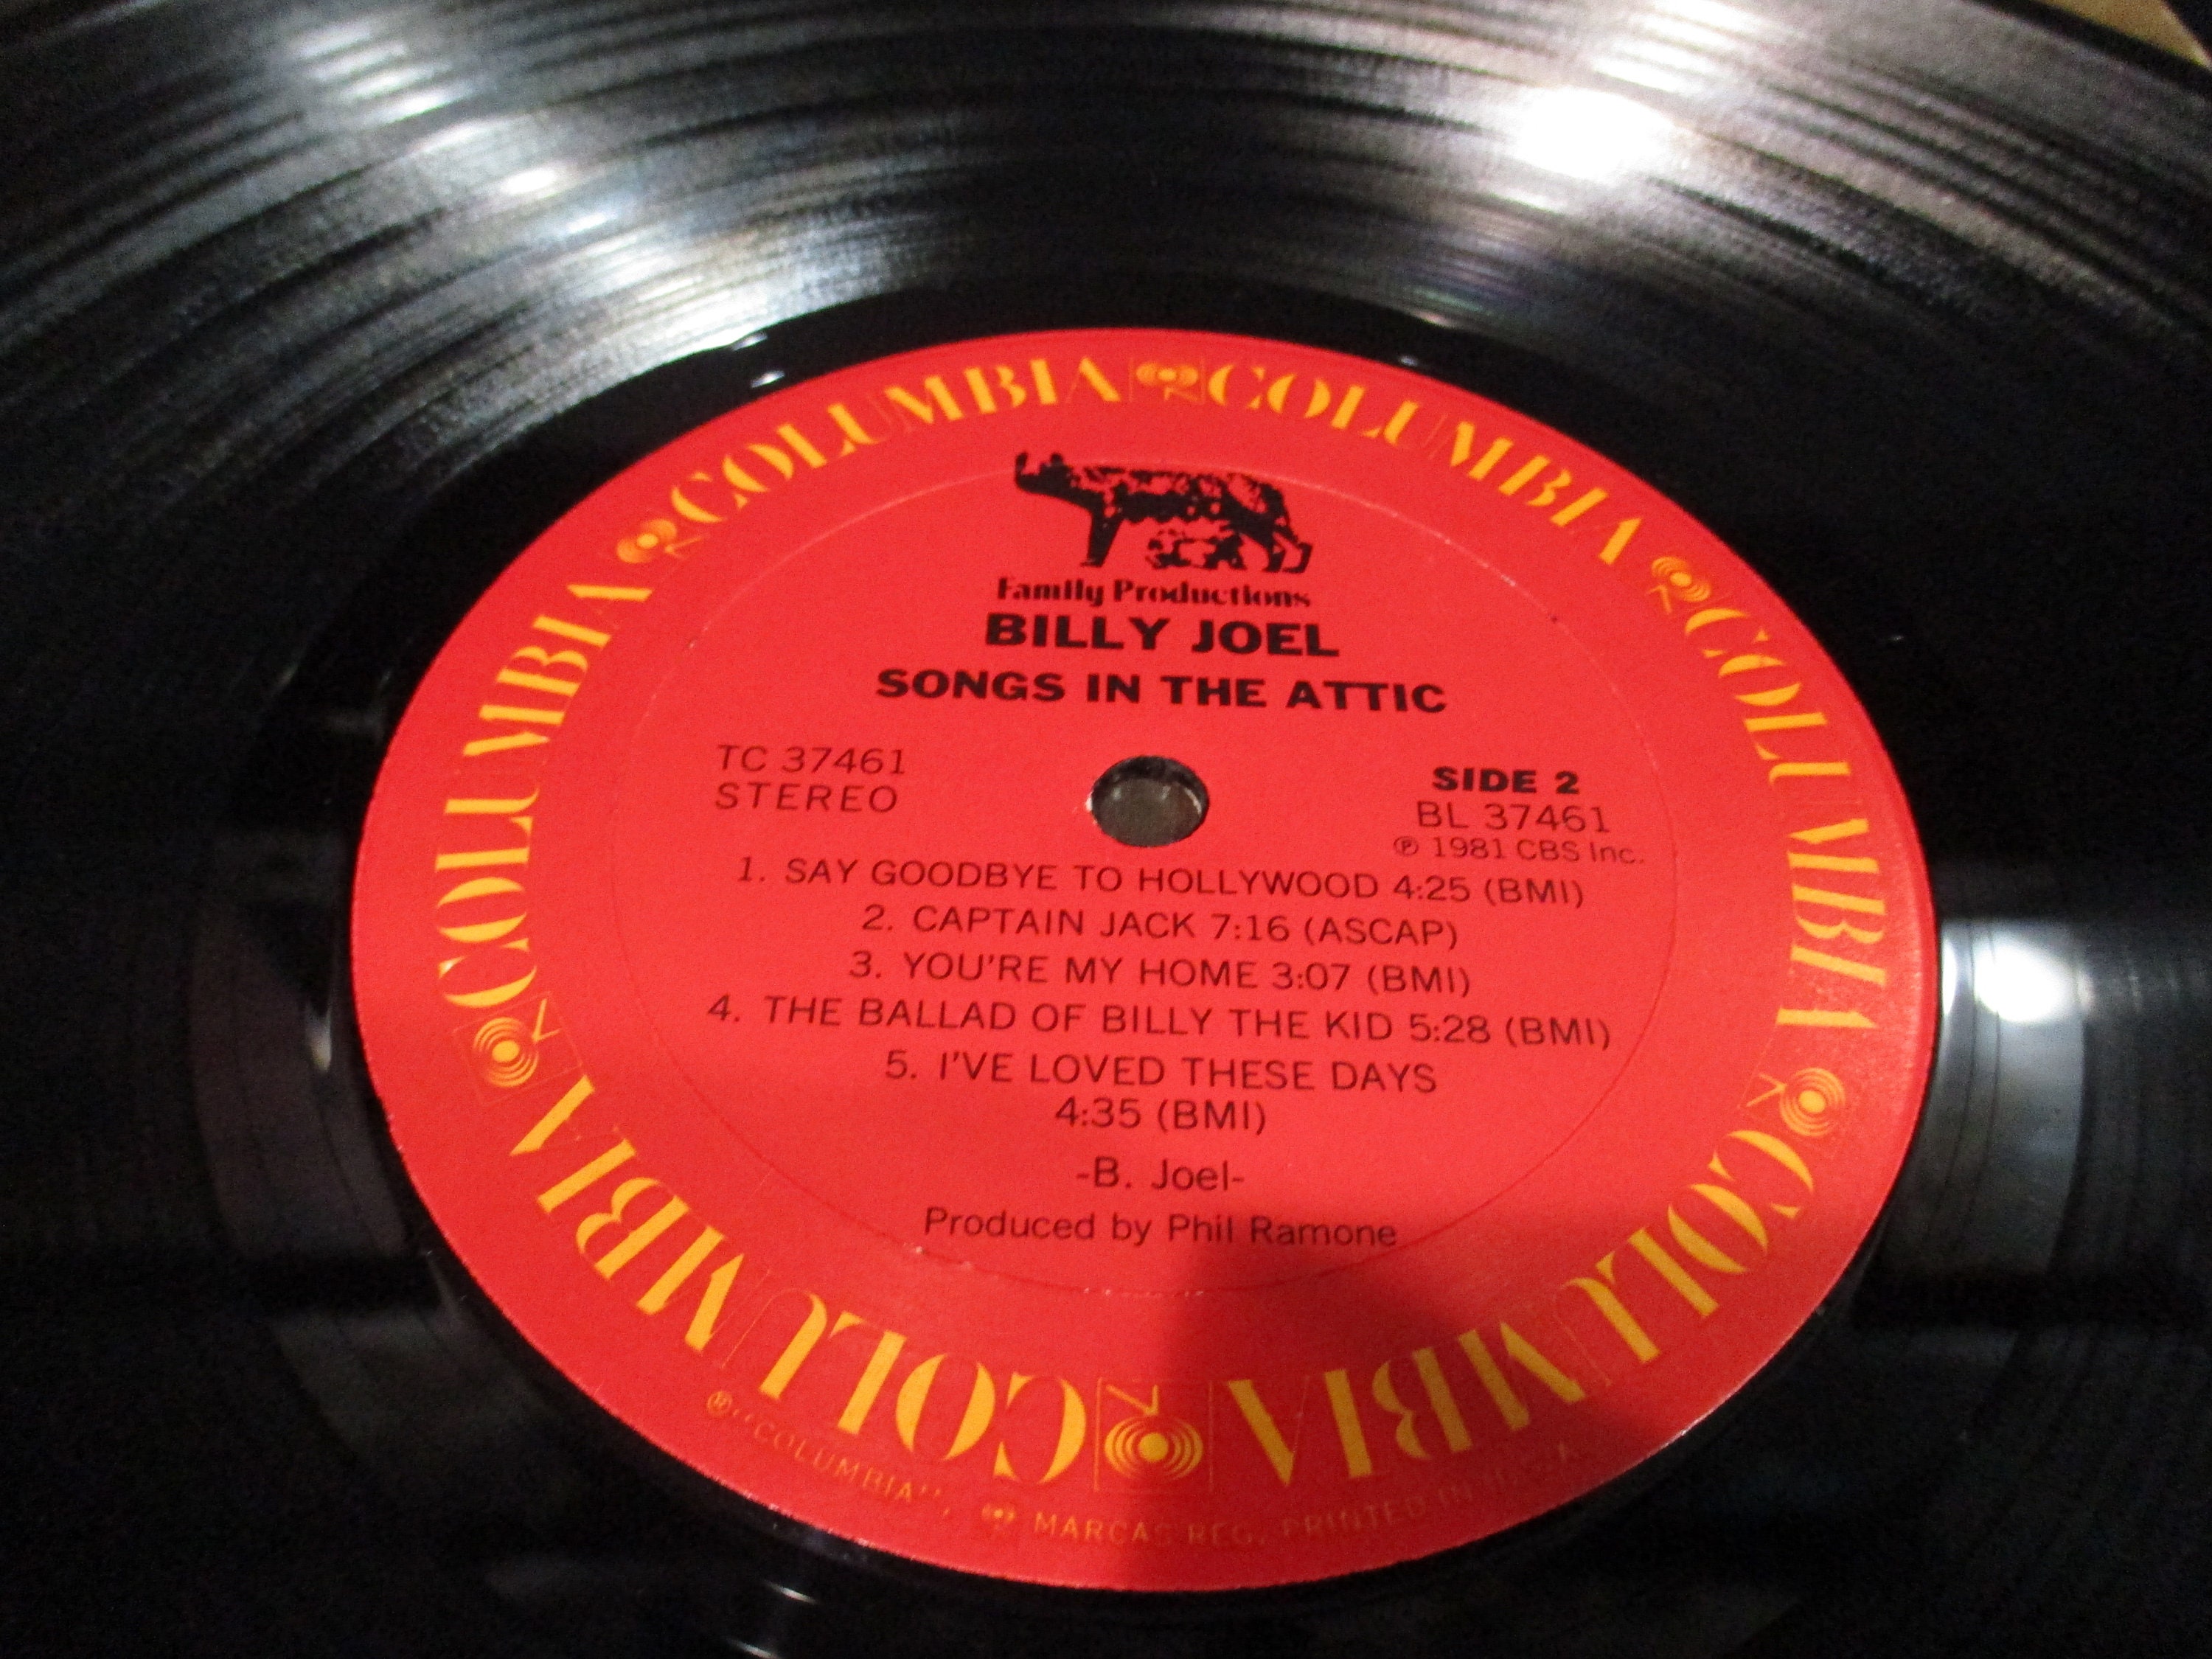 COLUMBIA COLUMBIA COLUMBIA COLUMBIA COLUMBIA COLUMBIA
Family Productions
BILLY JOEL
SONGS IN THE ATTIC
TC 37461
STEREO
SIDE 2
BL 37461
℗ 1981 CBS Inc.
1. SAY GOODBYE TO HOLLYWOOD 4:25 (BMI)
2. CAPTAIN JACK 7:16 (ASCAP)
3. YOU'RE MY HOME 3:07 (BMI)
4. THE BALLAD OF BILLY THE KID 5:28 (BMI)
5. I'VE LOVED THESE DAYS
4:35 (BMI)
-B. Joel-
Produced by Phil Ramone
® "COLUMBIA", MARCAS REG. PRINTED IN U.S.A.